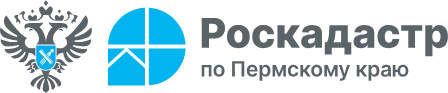 Роскадастр
по Пермскому краю